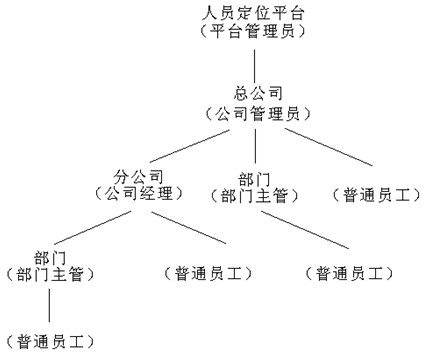 人员定位平台
(平台管理员)
总公司
(公司管理员)
分公司
(公司经理)
部门
(部门主管)
(普通员工)
部门
(部门主管)
(普通员工)
(普通员工)
(普通员工)